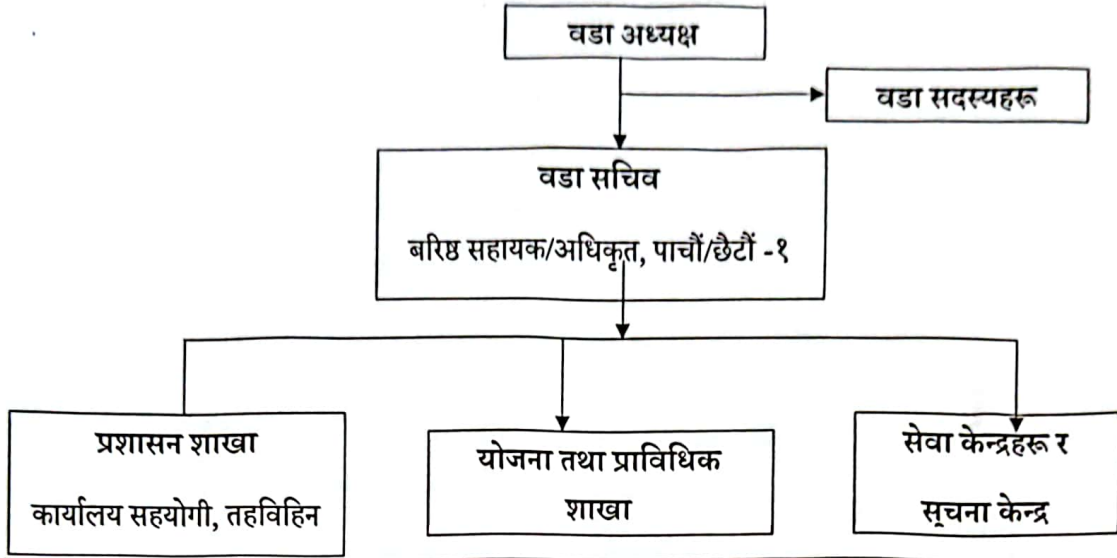 वडा अध्यक्ष
वडा सदस्यहरू
वडा सचिव
बरिष्ठ सहायक/अधिकृत, पाचौं/छैटौं -१
प्रशासन शाखा
कार्यालय सहयोगी, तहविहिन
योजना तथा प्राविधिक
शाखा
सेवा केन्द्रहरू र
सूचना केन्द्र